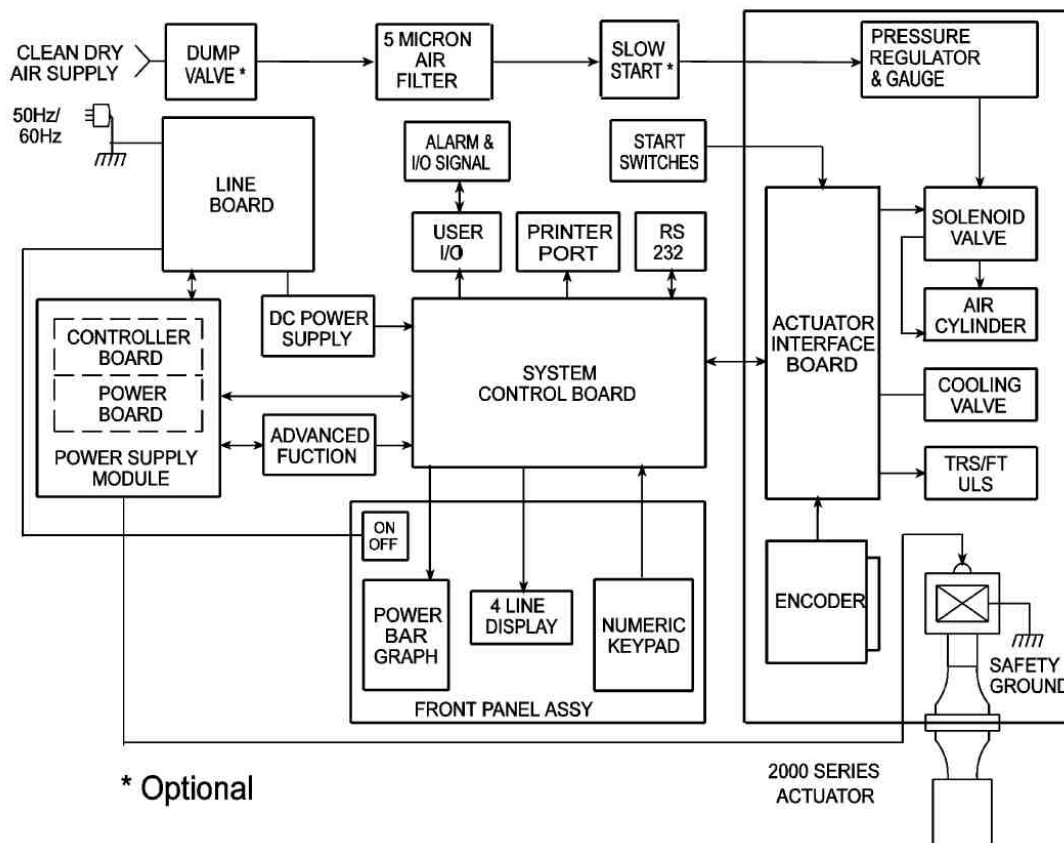 CLEAN DRY
AIR SUPPLY
DUMP
VALVE *
5 MICRON
AIR
FILTER
SLOW
START *
PRESSURE
REGULATOR
& GAUGE
50Hz/
60Hz
LINE
BOARD
ALARM &
I/O SIGNAL
START
SWITCHES
USER
I/O
PRINTER
PORT
RS
232
SOLENOID
VALVE
CONTROLLER
BOARD
POWER
BOARD
POWER SUPPLY
MODULE
DC POWER
SUPPLY
SYSTEM
CONTROL BOARD
ACTUATOR
INTERFACE
BOARD
AIR
CYLINDER
COOLING
VALVE
ADVANCED
FUCTION
TRS/FT
ULS
ON
OFF
POWER
BAR
GRAPH
4 LINE
DISPLAY
NUMERIC
KEYPAD
FRONT PANEL ASSY
ENCODER
SAFETY
GROUND
2000 SERIES
ACTUATOR
* Optional